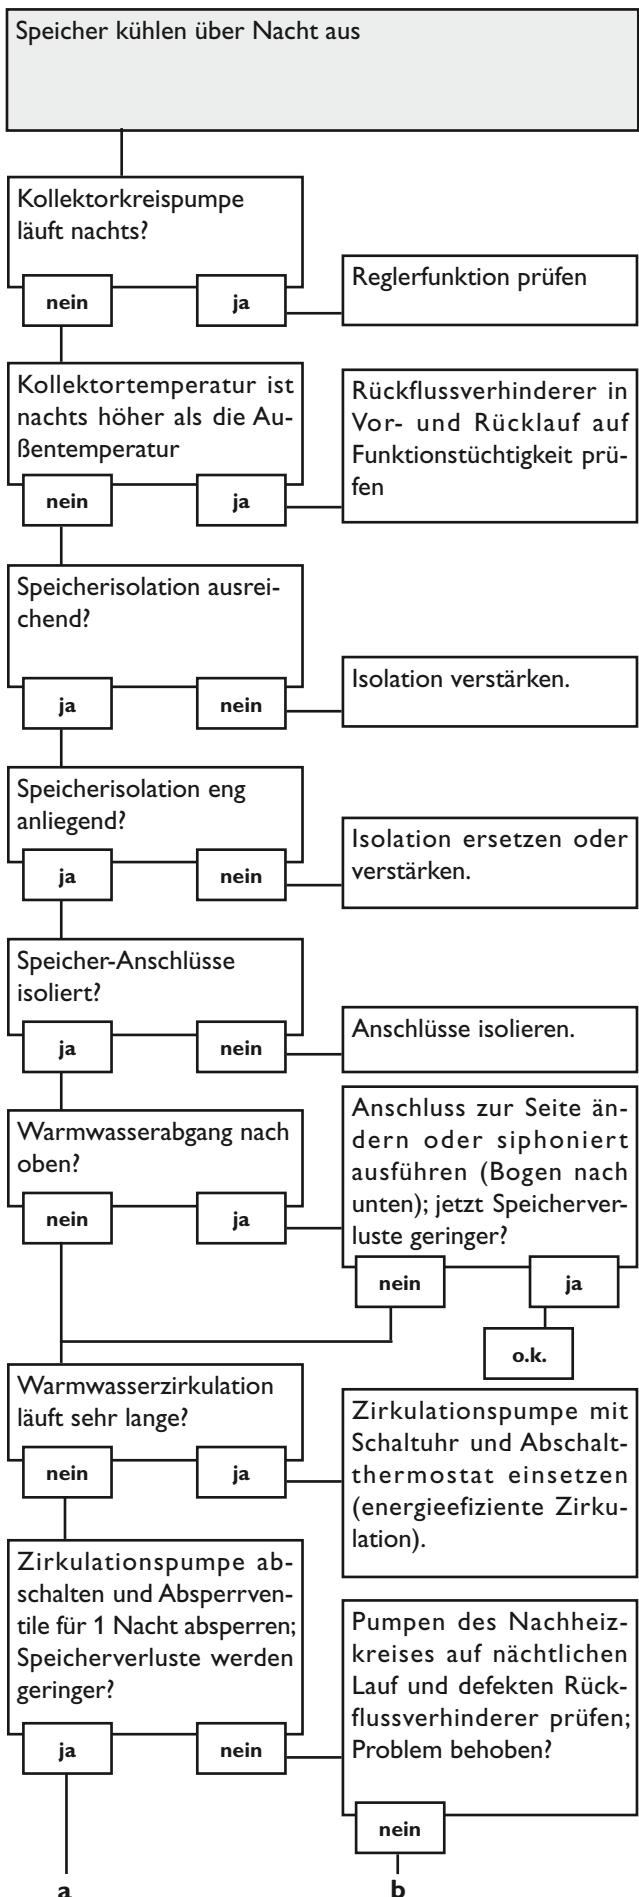 Speicher kühlen über Nacht aus
Kollektorkreispumpe
läuft nachts?
nein
ja
Reglerfunktion prüfen
Kollektortemperatur ist
nachts höher als die Au-
ßentemperatur
nein
ja
Rückflussverhinderer in
Vor- und Rücklauf auf
Funktionstüchtigkeit prü-
fen
Speicherisolation ausrei-
chend?
ja
nein
Isolation verstärken.
Speicherisolation eng
anliegend?
ja
nein
Isolation ersetzen oder
verstärken.
Speicher-Anschlüsse
isoliert?
ja
nein
Anschlüsse isolieren.
Warmwasserabgang nach
oben?
nein
ja
Anschluss zur Seite än-
dern oder siphoniert
ausführen (Bogen nach
unten); jetzt Speicherver-
luste geringer?
nein
ja
o.k.
Warmwasserzirkulation
läuft sehr lange?
nein
ja
Zirkulationspumpe mit
Schaltuhr und Abschalt-
thermostat einsetzen
(energieefiziente Zirku-
lation).
Zirkulationspumpe ab-
schalten und Absperrven-
tile für 1 Nacht absperren;
Speicherverluste werden
geringer?
ja
nein
Pumpen des Nachheiz-
kreises auf nächtlichen
Lauf und defekten Rück-
flussverhinderer prüfen;
Problem behoben?
nein
a
b